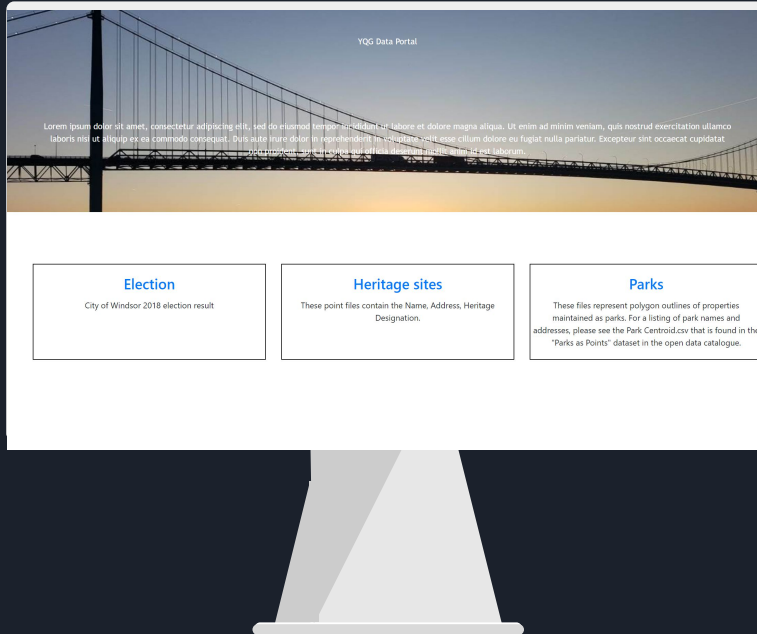 YQG Data Portal
Lorem ipsum dolor sit amet, consectetur adipiscing elit, sed do eiusmod tempor incididunt ut labore et dolore magna aliqua. Ut enim ad minim veniam, quis nostrud exercitation ullamco
laboris nisi ut aliquip ex ea commodo consequat. Duis aute irure dolor in reprehenderit in voluptate velit esse cillum dolore eu fugiat nulla pariatur. Excepteur sint occaecat cupidatat
non proident, sunt in culpa qui officia deserunt mollit anim id est laborum.
Election
City of Windsor 2018 election result
Heritage sites
These point files contain the Name, Address, Heritage
Designation.
Parks
These files represent polygon outlines of properties
maintained as parks. For a listing of park names and
addresses, please see the Park Centroid.csv that is found in the
"Parks as Points" dataset in the open data catalogue.